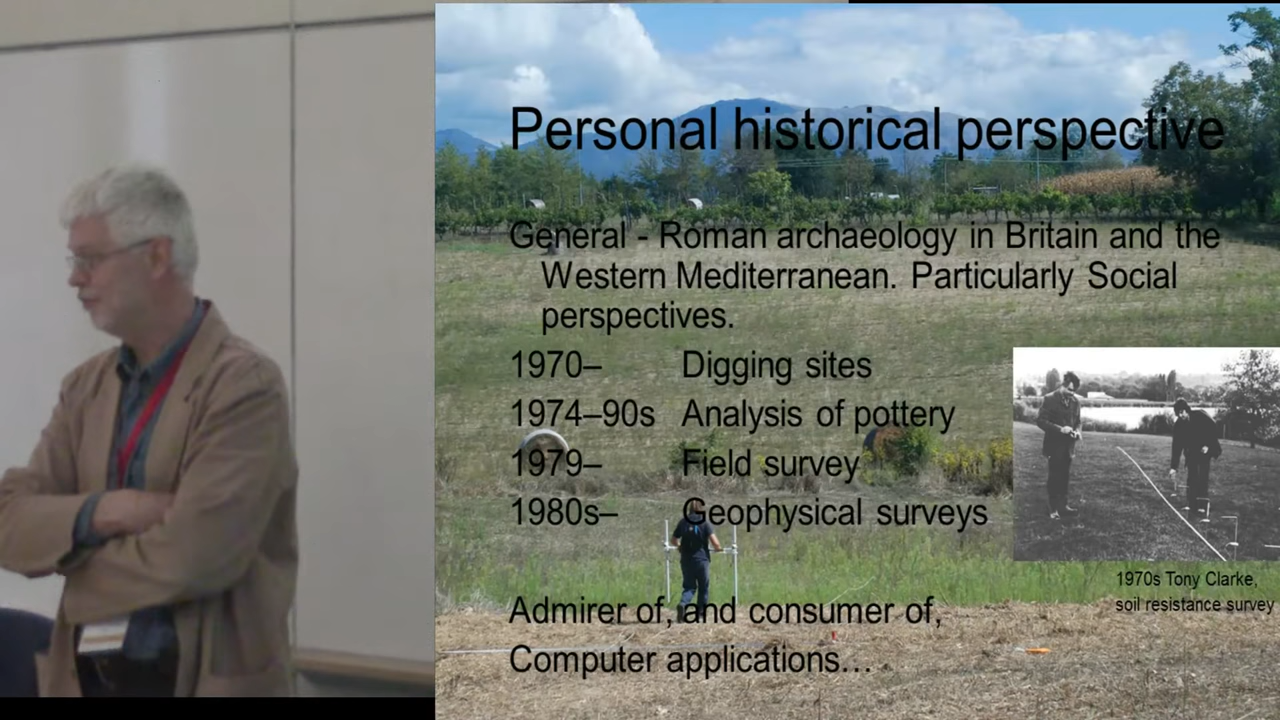 Personal historical perspective
General - Roman archaeology in Britain and the
Western Mediterranean. Particularly Social
perspectives.
1970– Digging sites
1974–90s Analysis of pottery
1979– Field survey
1980s– Geophysical surveys
1970s Tony Clarke,
soil resistance survey
Admirer of, and consumer of,
Computer applications…